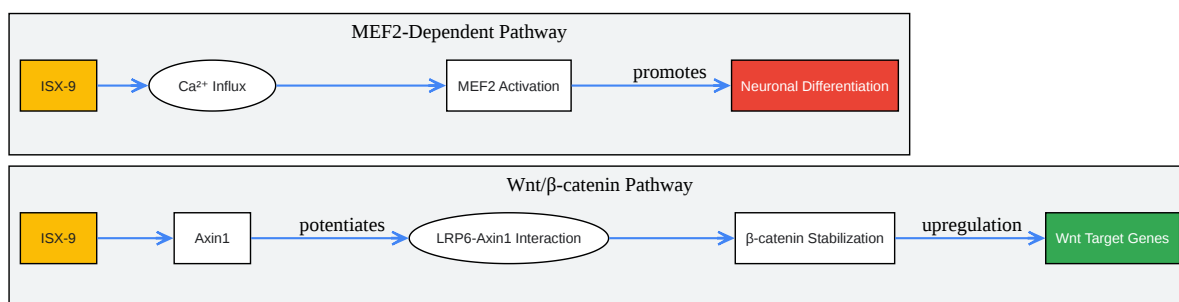 MEF2-Dependent Pathway
ISX-9
Ca²⁺ Influx
MEF2 Activation
promotes
Neuronal Differentiation
Wnt/β-catenin Pathway
ISX-9
Axin1
potentiates
LRP6-Axin1 Interaction
β-catenin Stabilization
upregulation
Wnt Target Genes